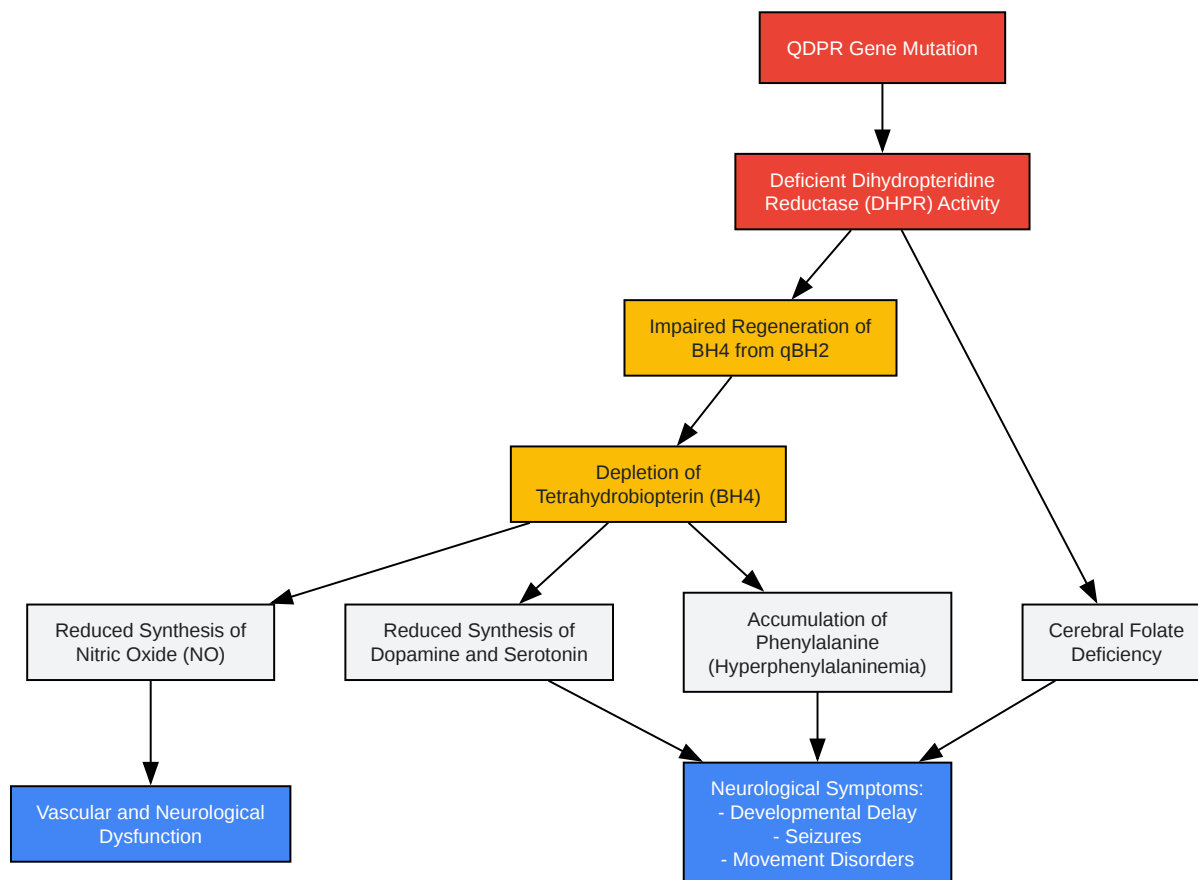 QDPR Gene Mutation
Deficient Dihydropteridine
Reductase (DHPR) Activity
Impaired Regeneration of
BH4 from qBH2
Depletion of
Tetrahydrobiopterin (BH4)
Reduced Synthesis of
Nitric Oxide (NO)
Reduced Synthesis of
Dopamine and Serotonin
Accumulation of
Phenylalanine
(Hyperphenylalaninemia)
Cerebral Folate
Deficiency
Vascular and Neurological
Dysfunction
Neurological Symptoms:
- Developmental Delay
- Seizures
- Movement Disorders